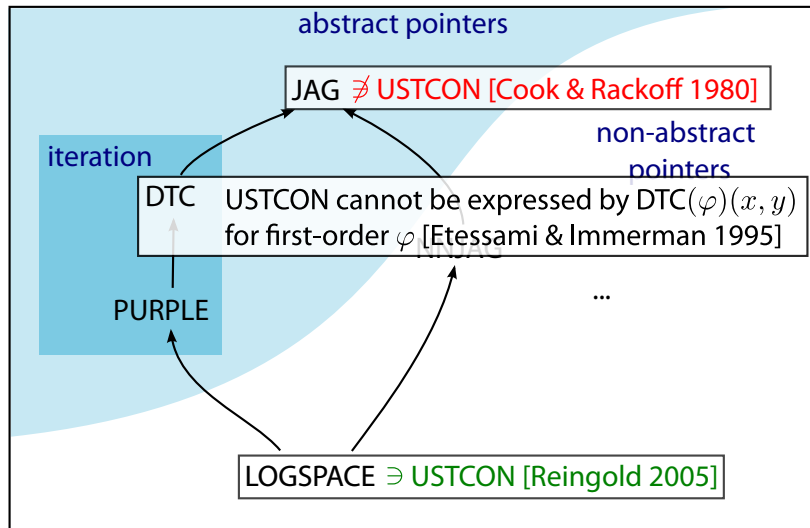 abstract pointers
JAG ∌ USTCON [Cook & Rackoff 1980]
iteration
non-abstract
pointers
DTC USTCON cannot be expressed by DTC(φ)(x, y)
for first-order φ [Etessami & Immerman 1995]
NNJAG
...
PURPLE
LOGSPACE ∋ USTCON [Reingold 2005]